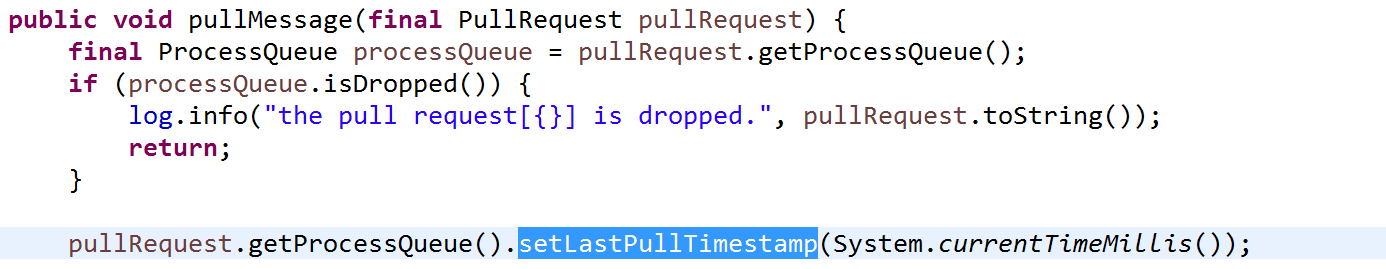 public void pullMessage(final PullRequest pullRequest) {
    final ProcessQueue processQueue = pullRequest.getProcessQueue();
    if (processQueue.isDropped()) {
        log.info("the pull request[{}] is dropped.", pullRequest.toString());
        return;
    }
    pullRequest.getProcessQueue().setLastPullTimestamp(System.currentTimeMillis());